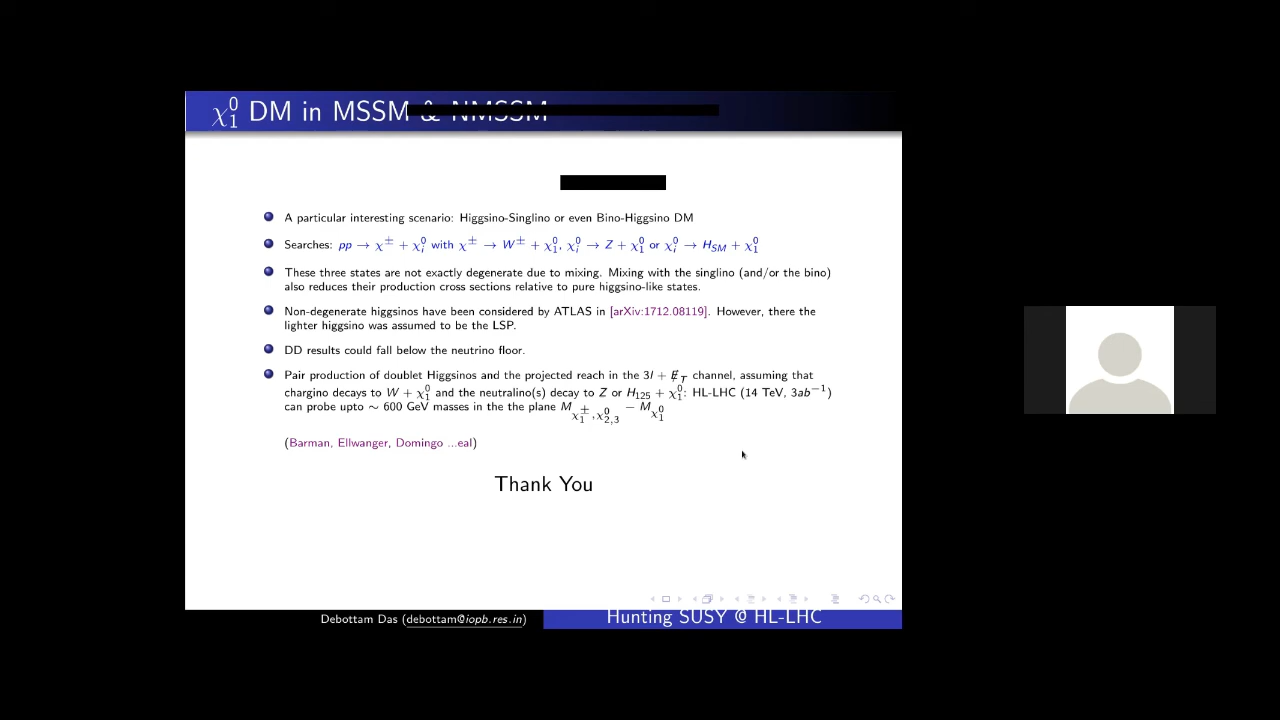 χ₁⁰ DM in MSSM & NMSSM
A particular interesting scenario: Higgsino-Singlino or even Bino-Higgsino DM
Searches: pp → χ± + χᵢ⁰ with χ± → W± + χ₁⁰, χᵢ⁰ → Z + χ₁⁰ or χᵢ⁰ → H_SM + χ₁⁰
These three states are not exactly degenerate due to mixing. Mixing with the singlino (and/or the bino)
also reduces their production cross sections relative to pure higgsino-like states.
Non-degenerate higgsinos have been considered by ATLAS in [arXiv:1712.08119]. However, there the
lighter higgsino was assumed to be the LSP.
DD results could fall below the neutrino floor.
Pair production of doublet Higgsinos and the projected reach in the 3l + E̸_T channel, assuming that
chargino decays to W + χ₁⁰ and the neutralino(s) decay to Z or H₁₂₅ + χ₁⁰: HL-LHC (14 TeV, 3ab⁻¹)
can probe upto ∼ 600 GeV masses in the the plane M_χ₁±,χ₂,₃⁰ − M_χ₁⁰
(Barman, Ellwanger, Domingo ...eal)
Thank You
Debottam Das (debottam@iopb.res.in) Hunting SUSY @ HL-LHC